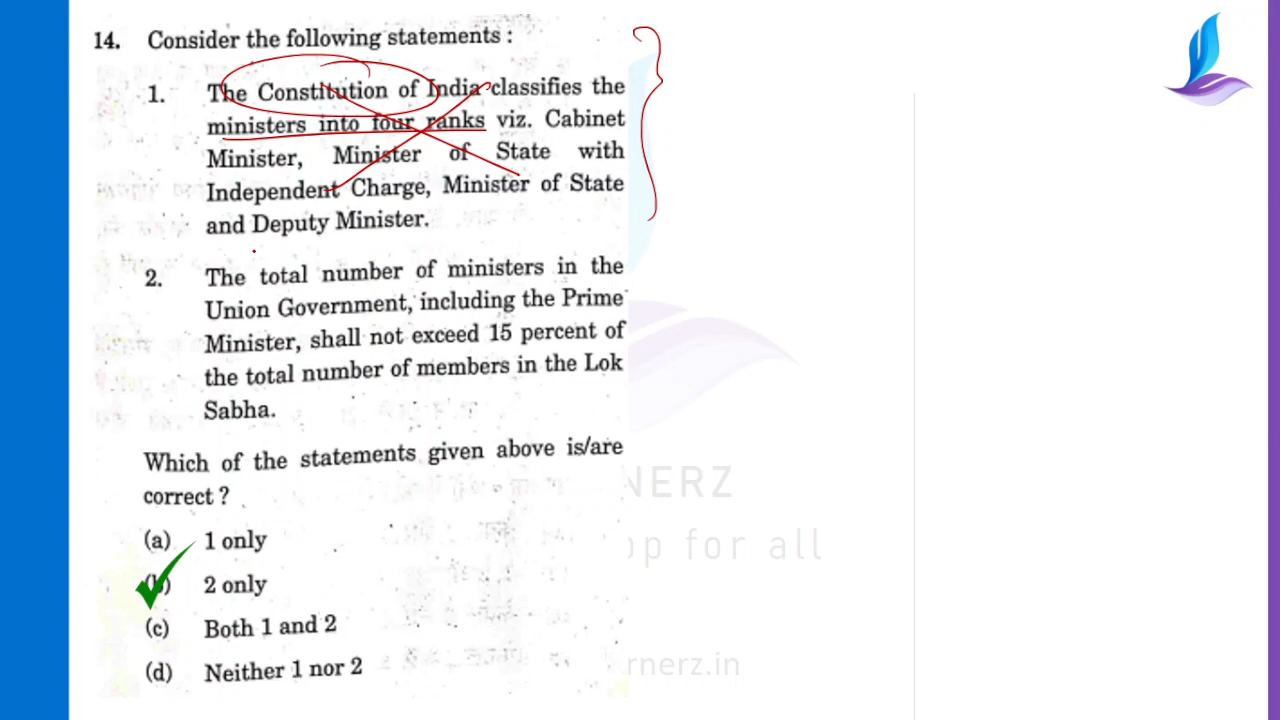 14. Consider the following statements :
1. The Constitution of India classifies the
ministers into four ranks viz. Cabinet
Minister, Minister of State with
Independent Charge, Minister of State
and Deputy Minister.
2. The total number of ministers in the
Union Government, including the Prime
Minister, shall not exceed 15 percent of
the total number of members in the Lok
Sabha.
Which of the statements given above is/are
correct ?
(a) 1 only
(b) 2 only
(c) Both 1 and 2
(d) Neither 1 nor 2
NERZ
op for all
rnerz.in